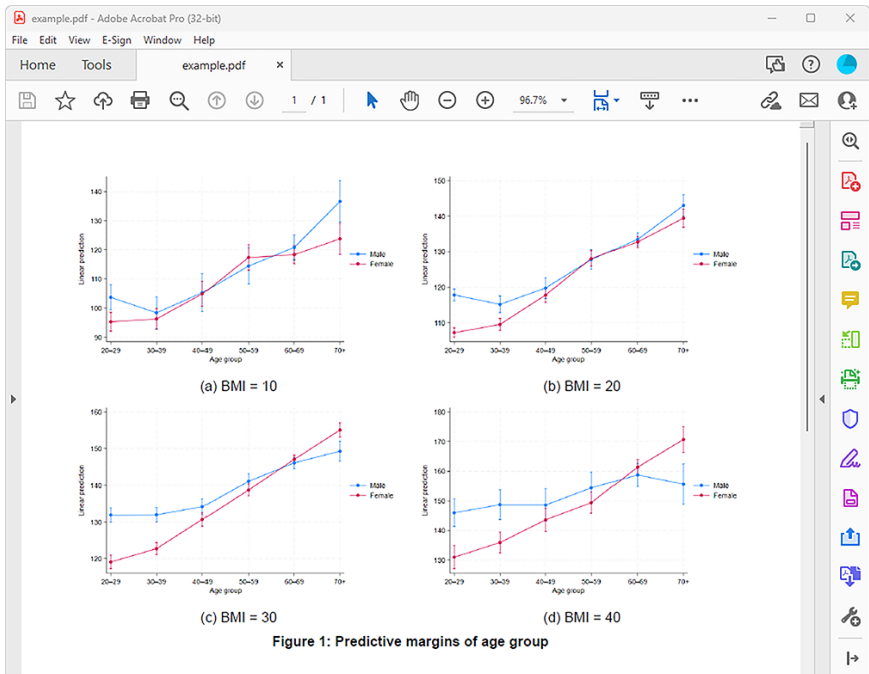 example.pdf - Adobe Acrobat Pro (32-bit)
File Edit View E-Sign Window Help
Home Tools example.pdf ×
1 / 1 96.7%
140
130
120
110
100
90
Linear prediction
20–29 30–39 40–49 50–59 60–69 70+
Age group
Male
Female
(a) BMI = 10
150
140
130
120
110
Linear prediction
20–29 30–39 40–49 50–59 60–69 70+
Age group
Male
Female
(b) BMI = 20
160
150
140
130
120
Linear prediction
20–29 30–39 40–49 50–59 60–69 70+
Age group
Male
Female
(c) BMI = 30
180
170
160
150
140
130
Linear prediction
20–29 30–39 40–49 50–59 60–69 70+
Age group
Male
Female
(d) BMI = 40
Figure 1: Predictive margins of age group